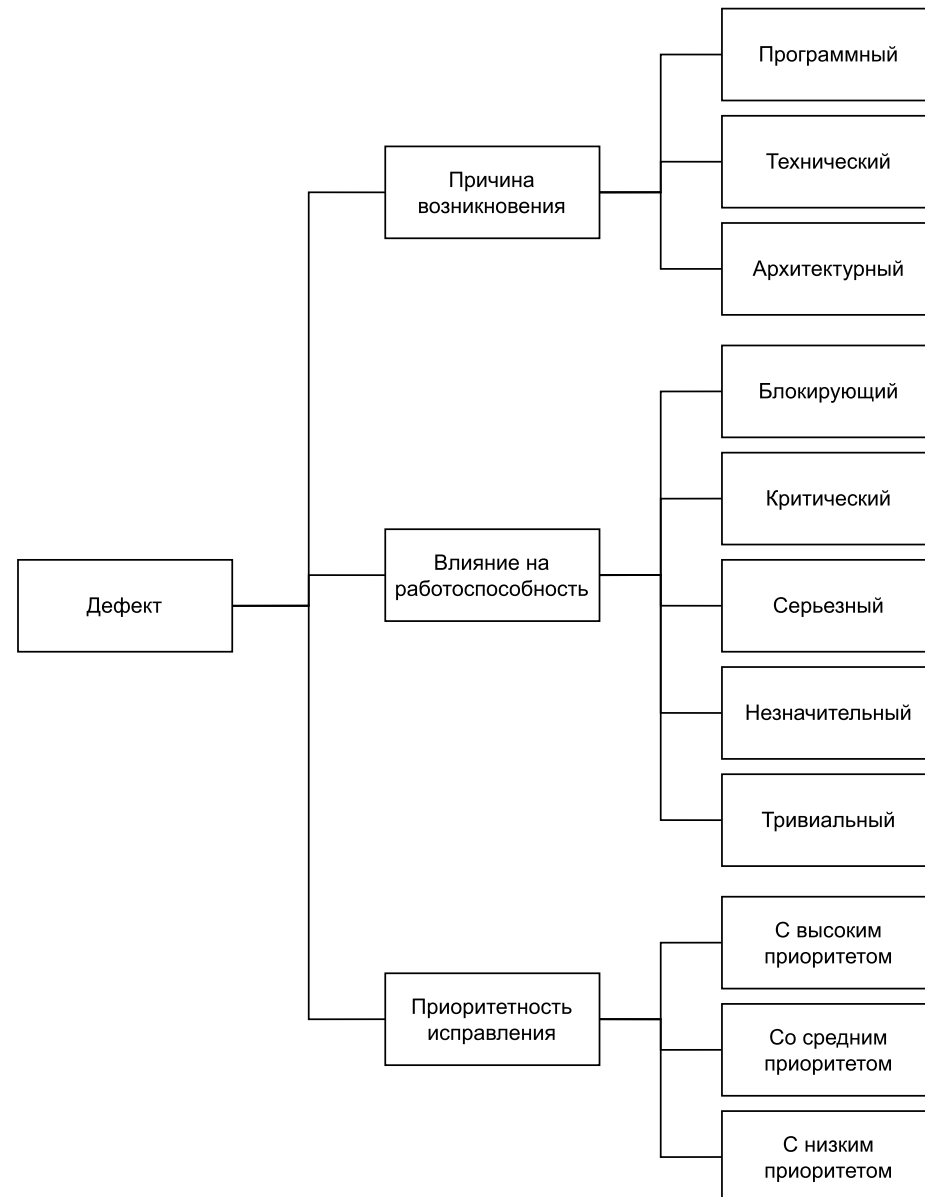 Программный
Технический
Причина
возникновения
Архитектурный
Блокирующий
Критический
Влияние на
работоспособность
Дефект
Серьезный
Незначительный
Тривиальный
С высоким
приоритетом
Приоритетность
исправления
Со средним
приоритетом
С низким
приоритетом